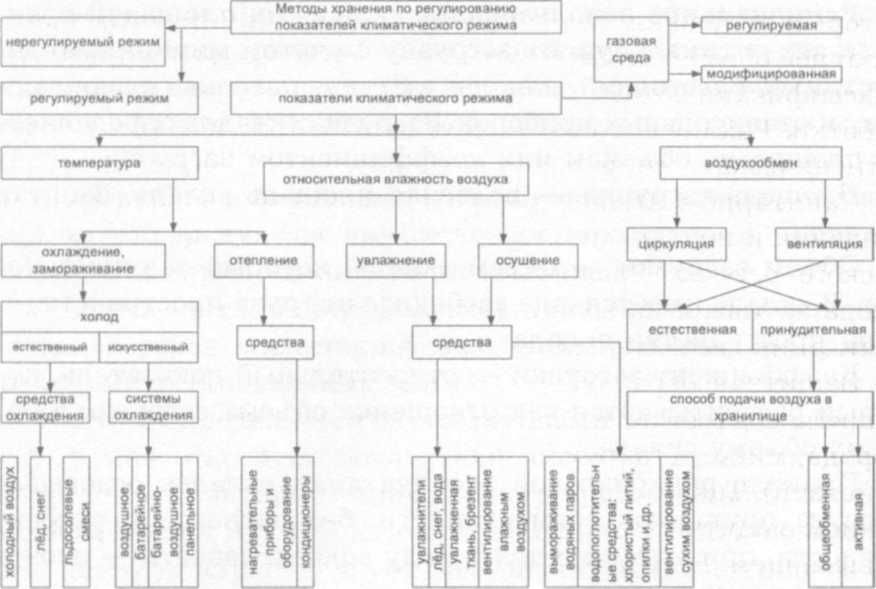 Методы хранения по регулированию
показателей климатического режима
регулируемая
нерегулируемый режим
газовая
среда
модифицированная
регулируемый режим
показатели климатического режима
температура
относительная влажность воздуха
воздухообмен
охлаждение,
замораживание
отепление
увлажнение
осушение
циркуляция
вентиляция
холод
естественный
искусственный
средства
средства
естественная
принудительная
средства
охлаждения
системы
охлаждения
способ подачи воздуха в
хранилище
холодный воздух
лёд, снег
льдосолевые
смеси
воздушное
батарейное
батарейно-
воздушное
панельное
нагревательные
приборы и
оборудование
кондиционеры
увлажнители
лёд, снег, вода
увлажненная
ткань, брезент
вентилирование
влажным
воздухом
вымораживание
водяных паров
водопоглотительн
ые средства:
хлористый литий,
опилки и др.
вентилирование
сухим воздухом
общеобменная
активная